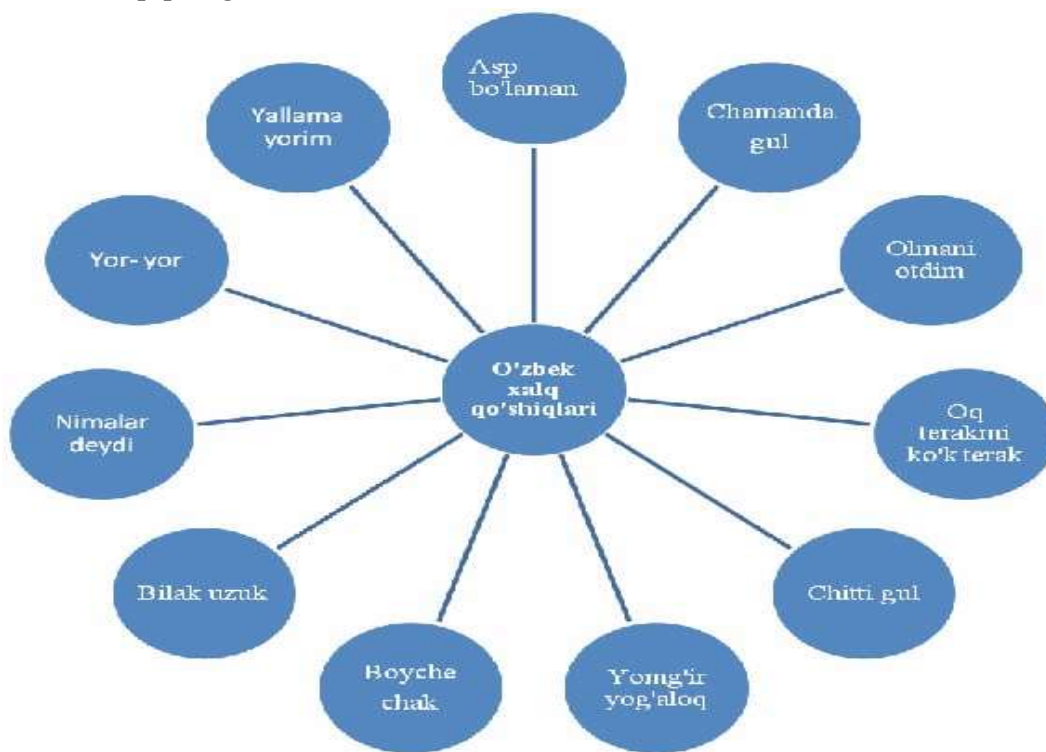 Asp
bo'laman
Chamanda
gul
Olmani
otdim
Oq
terakmi
ko'k terak
Chitti gul
Yomg'ir
yog'aloq
Boyche
chak
Bilak uzuk
Nimalar
deydi
Yor- yor
Yallama
yorim
O'zbek
xalq
qo'shiqlari